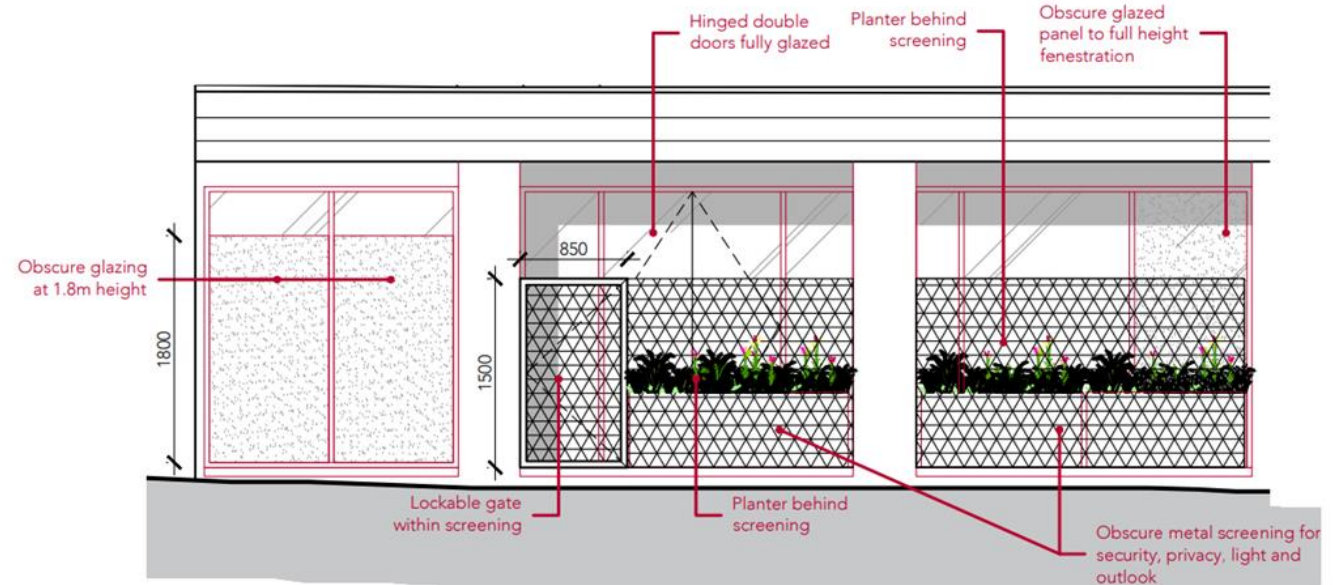 Hinged double
doors fully glazed
Planter behind
screening
Obscure glazed
panel to full height
fenestration
Obscure glazing
at 1.8m height
1800
850
1500
Lockable gate
within screening
Planter behind
screening
Obscure metal screening for
security, privacy, light and
outlook